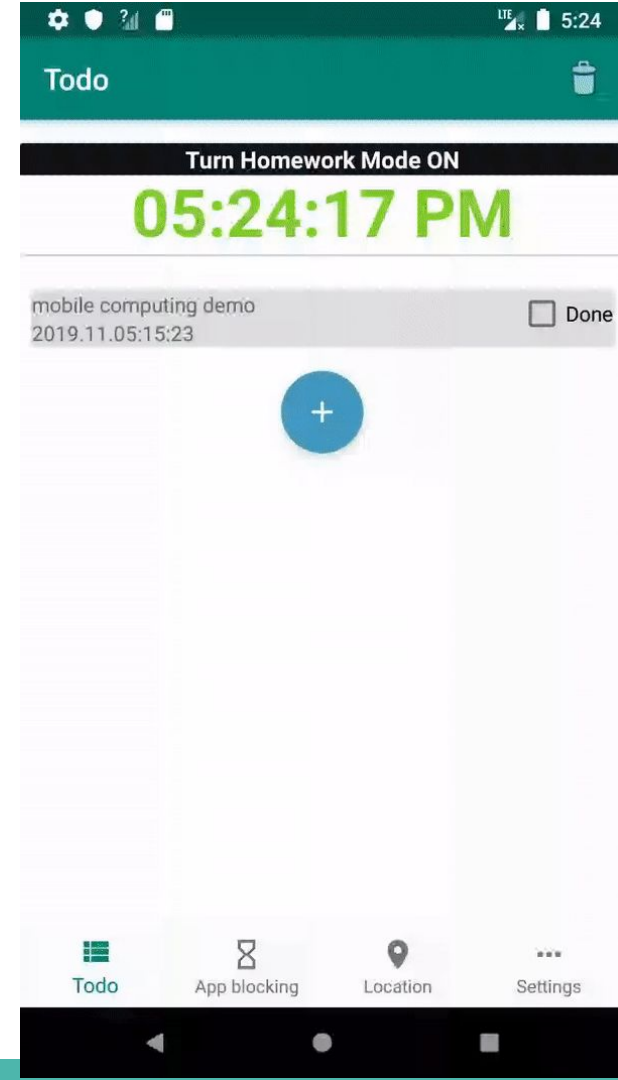 ? LTE 5:24
Todo
Turn Homework Mode ON
05:24:17 PM
mobile computing demo
2019.11.05:15:23
Done
+
Todo App blocking Location Settings